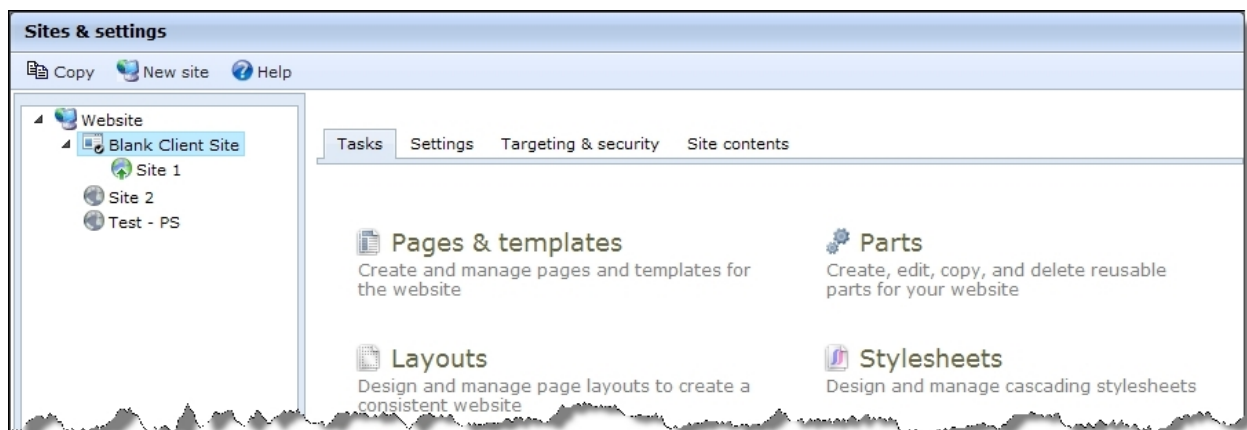 Sites & settings
Copy New site Help
Website
Blank Client Site
Site 1
Site 2
Test - PS
Tasks Settings Targeting & security Site contents
Pages & templates
Create and manage pages and templates for
the website
Parts
Create, edit, copy, and delete reusable
parts for your website
Layouts
Design and manage page layouts to create a
consistent website
Stylesheets
Design and manage cascading stylesheets